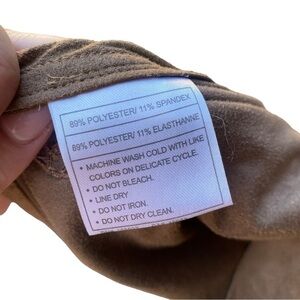 89% POLYESTER/ 11% SPANDEX
89% POLYESTER/ 11% ELASTHANNE
• MACHINE WASH COLD WITH LIKE
COLORS ON DELICATE CYCLE.
• DO NOT BLEACH.
• LINE DRY
• DO NOT IRON.
• DO NOT DRY CLEAN.